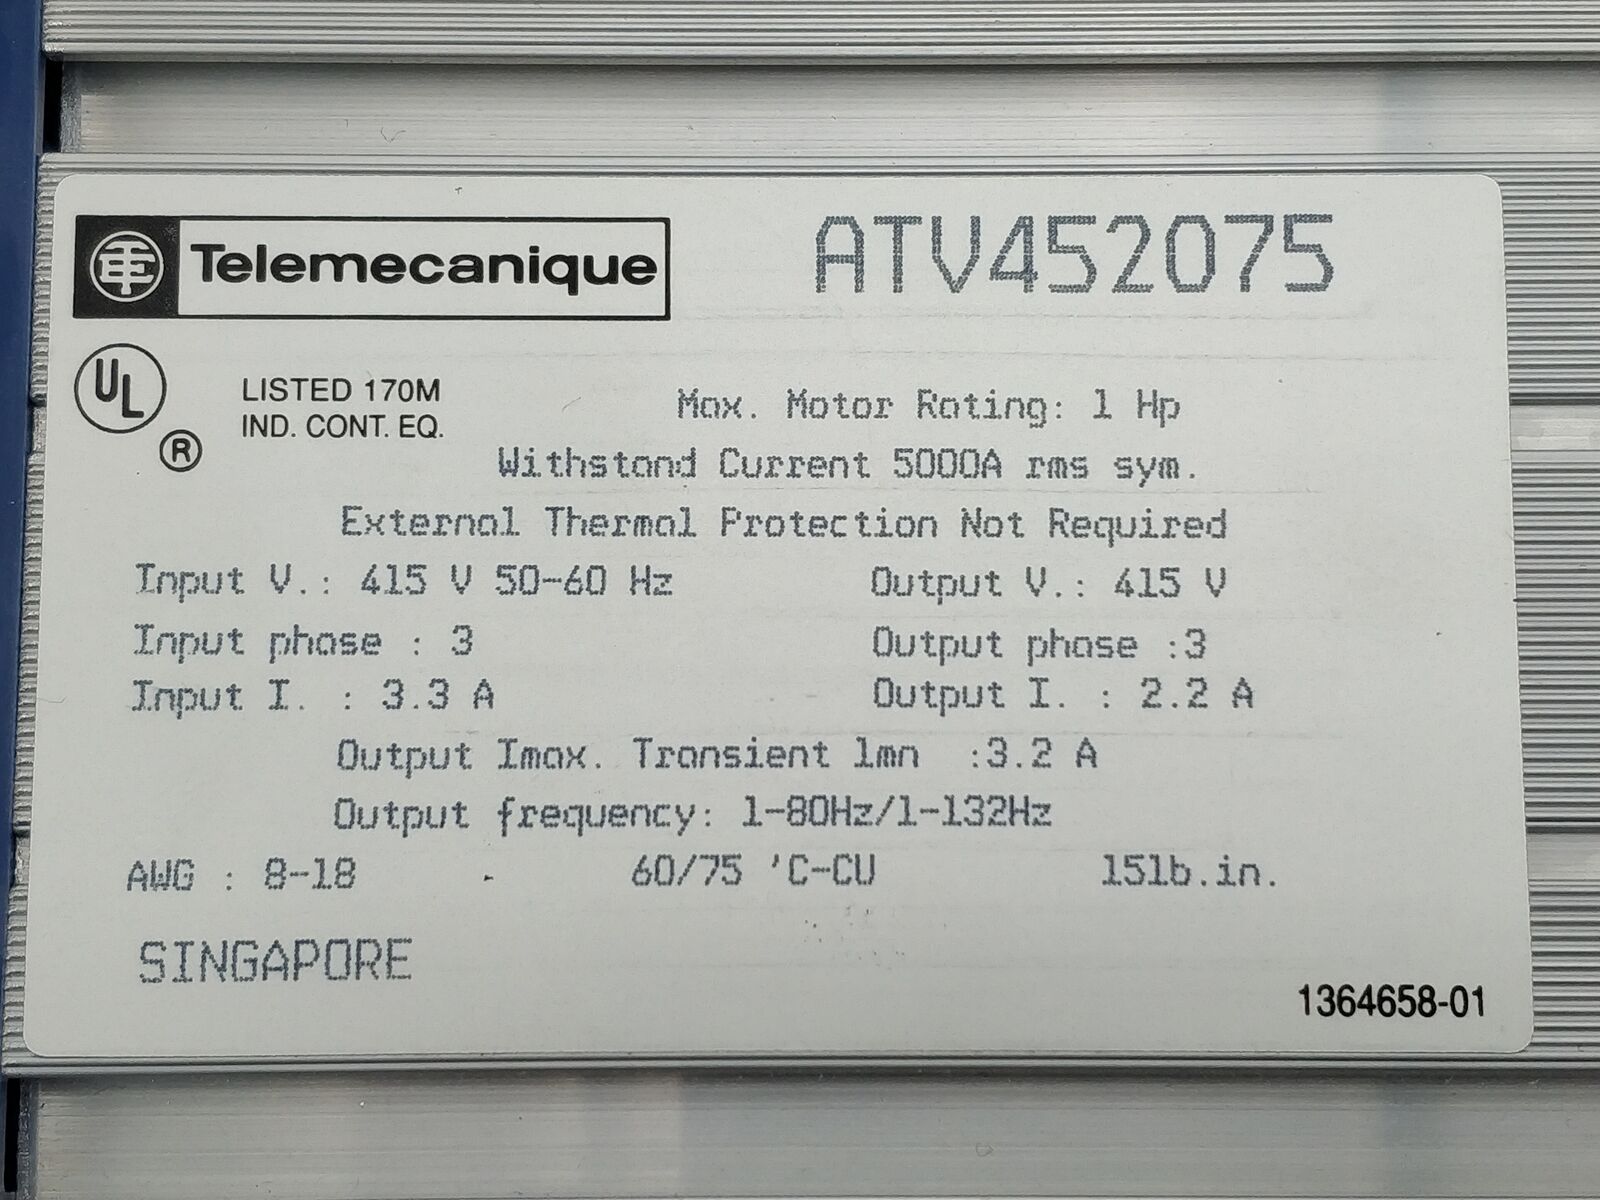 Telemecanique ATV452075
UL ® LISTED 170M
IND. CONT. EQ.
Max. Motor Rating: 1 Hp
Withstand Current 5000A rms sym.
External Thermal Protection Not Required
Input V.: 415 V 50-60 Hz Output V.: 415 V
Input phase : 3 Output phase :3
Input I. : 3.3 A Output I. : 2.2 A
Output Imax. Transient 1mn :3.2 A
Output frequency: 1-80Hz/1-132Hz
AWG : 8-18 60/75 'C-CU 15lb.in.
SINGAPORE
1364658-01